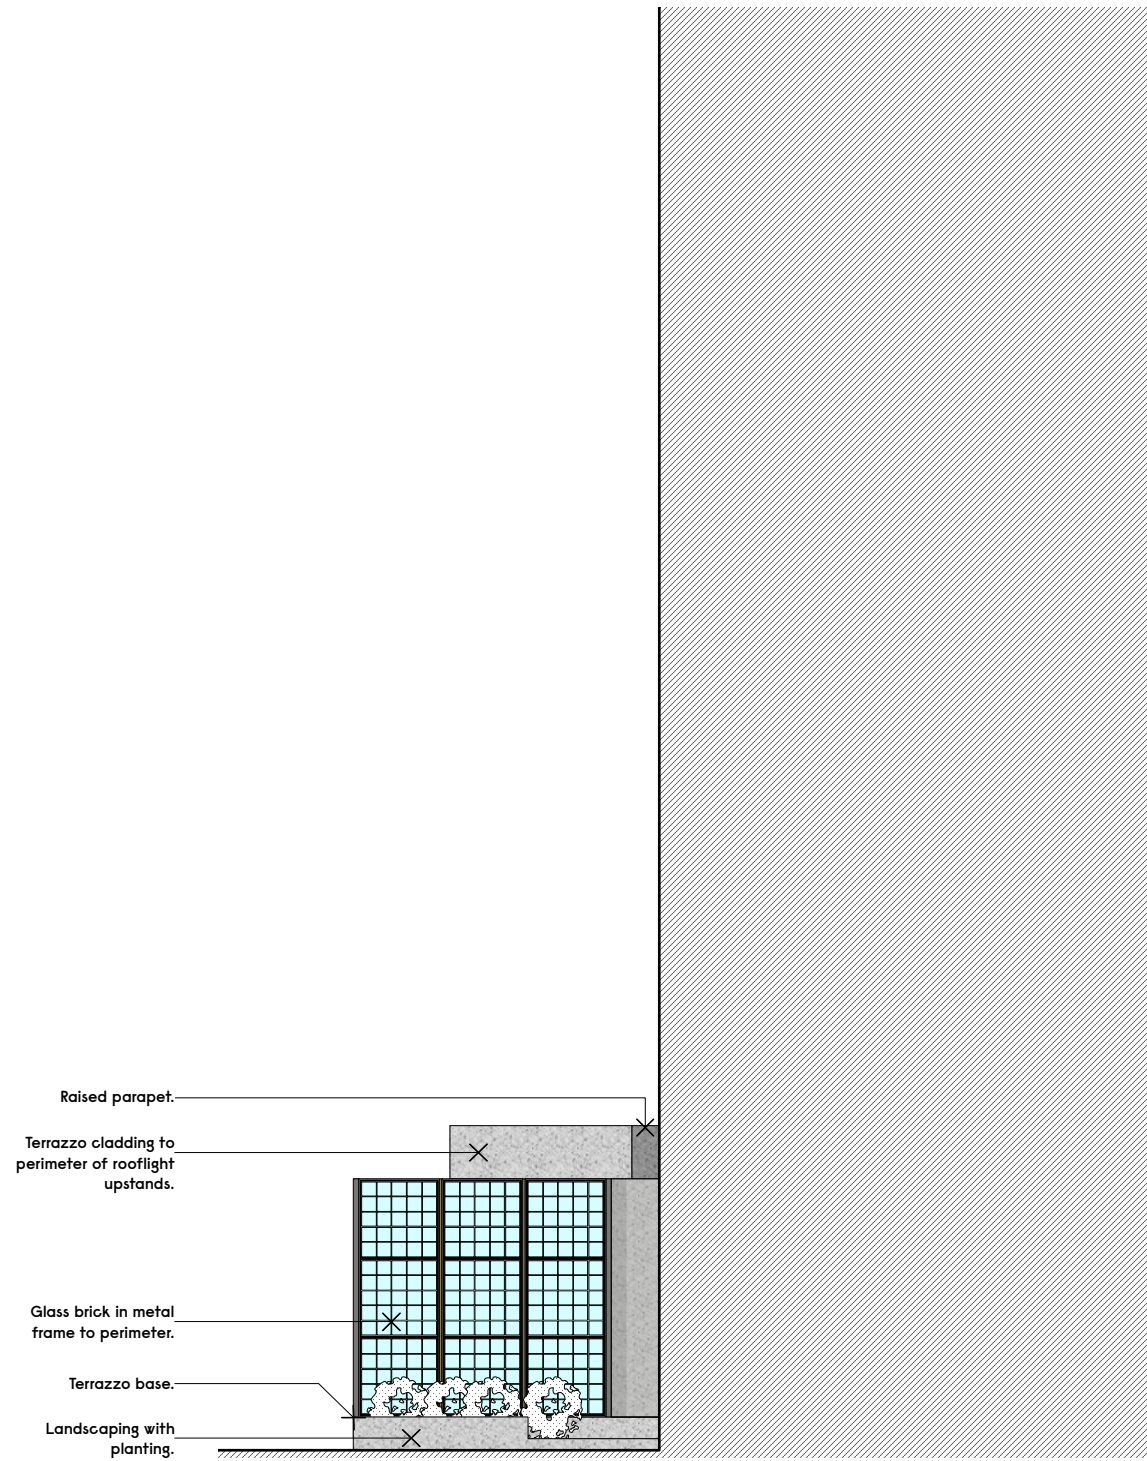 Raised parapet.
Terrazzo cladding to
perimeter of rooflight
upstands.
Glass brick in metal
frame to perimeter.
Terrazzo base.
Landscaping with
planting.